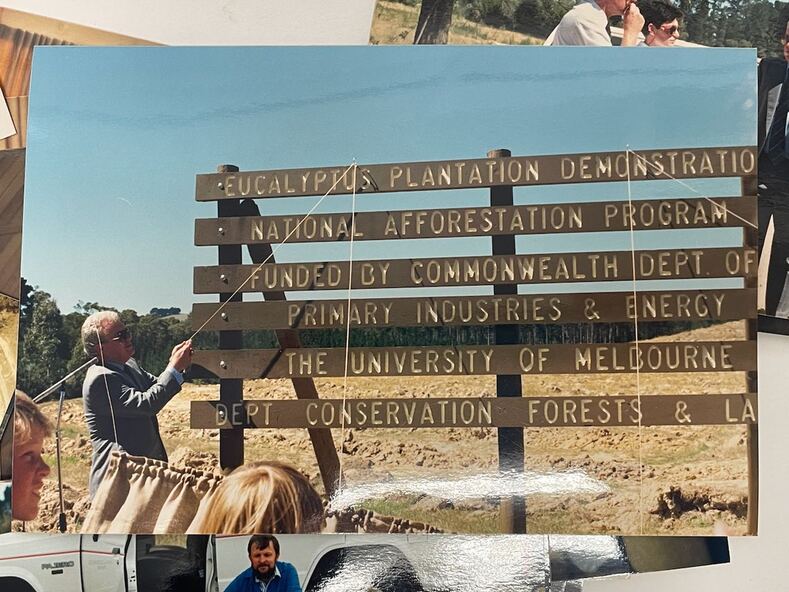 EUCALYPTUS PLANTATION DEMONSTRATIO
NATIONAL AFFORESTATION PROGRAM
FUNDED BY COMMONWEALTH DEPT. OF
PRIMARY INDUSTRIES & ENERGY
THE UNIVERSITY OF MELBOURNE
DEPT CONSERVATION FORESTS & LA
PAJERO